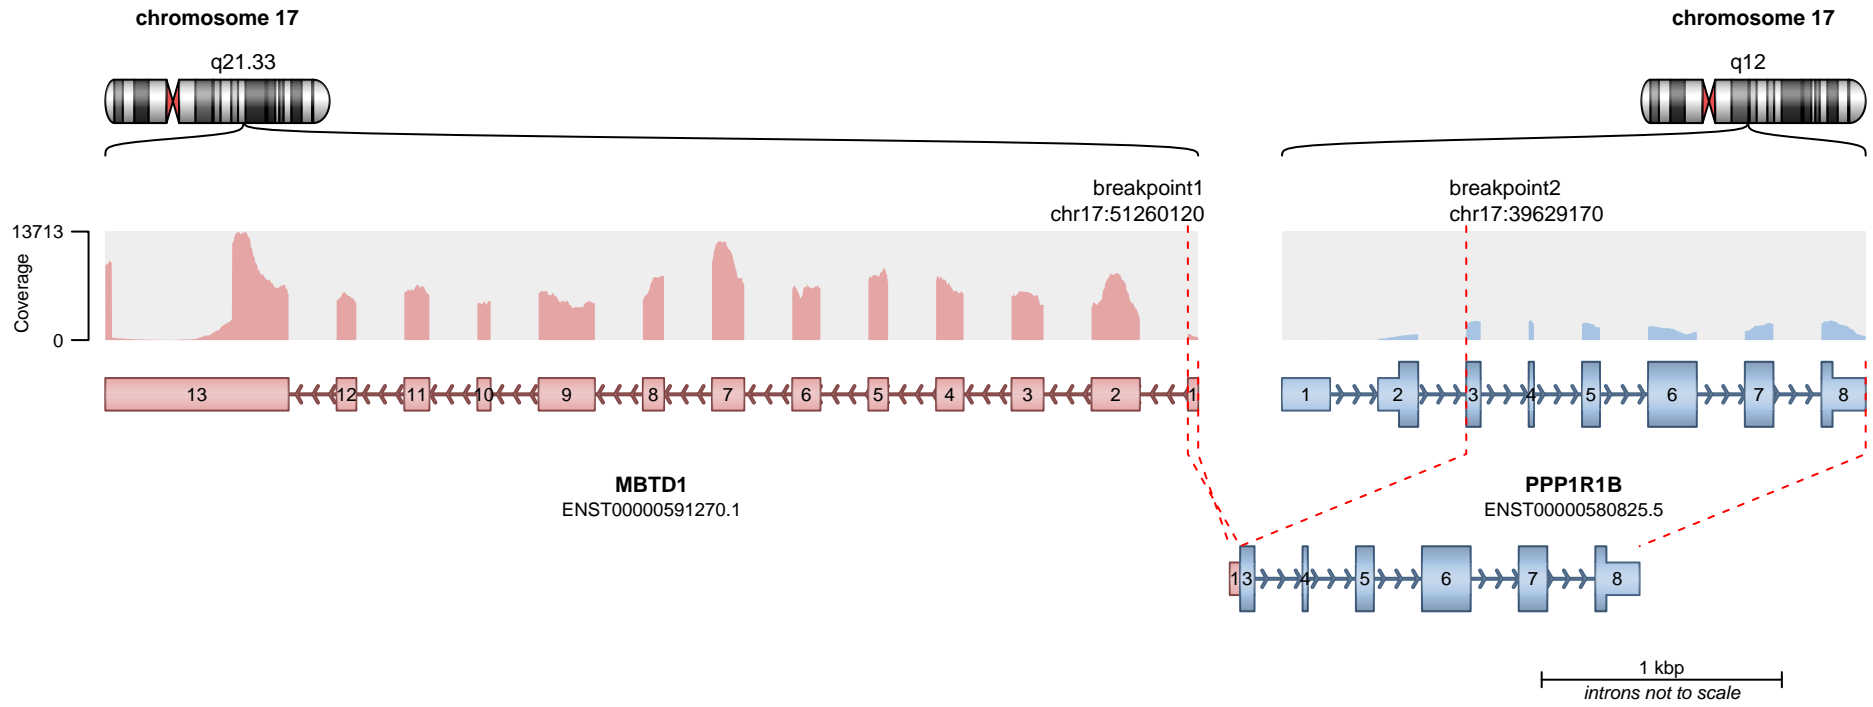 chromosome 17
chromosome 17
q21.33
q12
breakpoint1
chr17:51260120
breakpoint2
chr17:39629170
13713
Coverage
0
13
12
11
10
9
8
7
6
5
4
3
2
1
1
2
3
4
5
6
7
8
MBTD1
ENST00000591270.1
PPP1R1B
ENST00000580825.5
1
3
4
5
6
7
8
1 kbp
introns not to scale